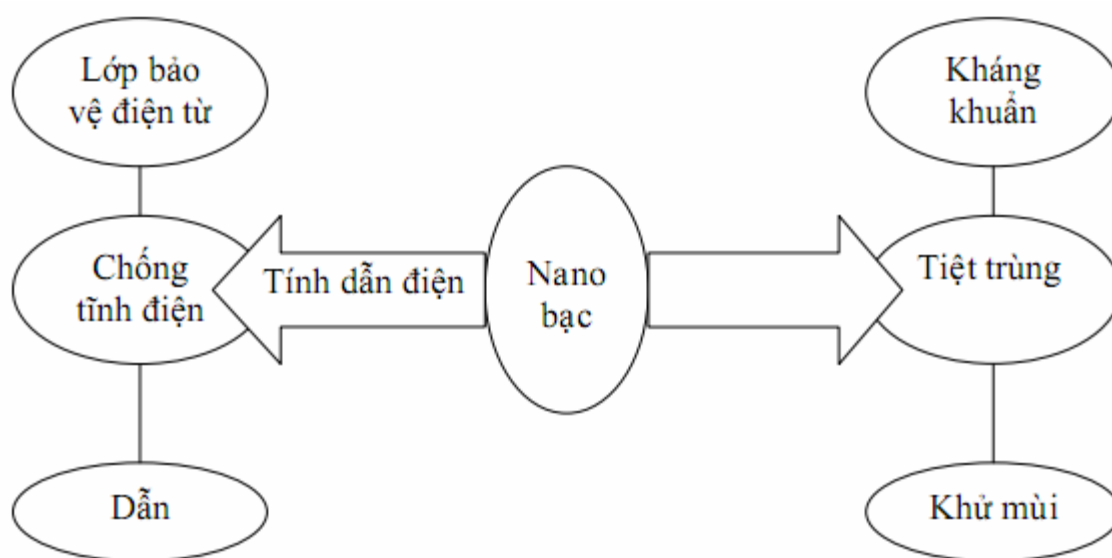 Lớp bảo
vệ điện từ
Kháng
khuẩn
Chống
tĩnh điện
Tính dẫn điện
Nano
bạc
Tiệt trùng
Dẫn
Khử mùi